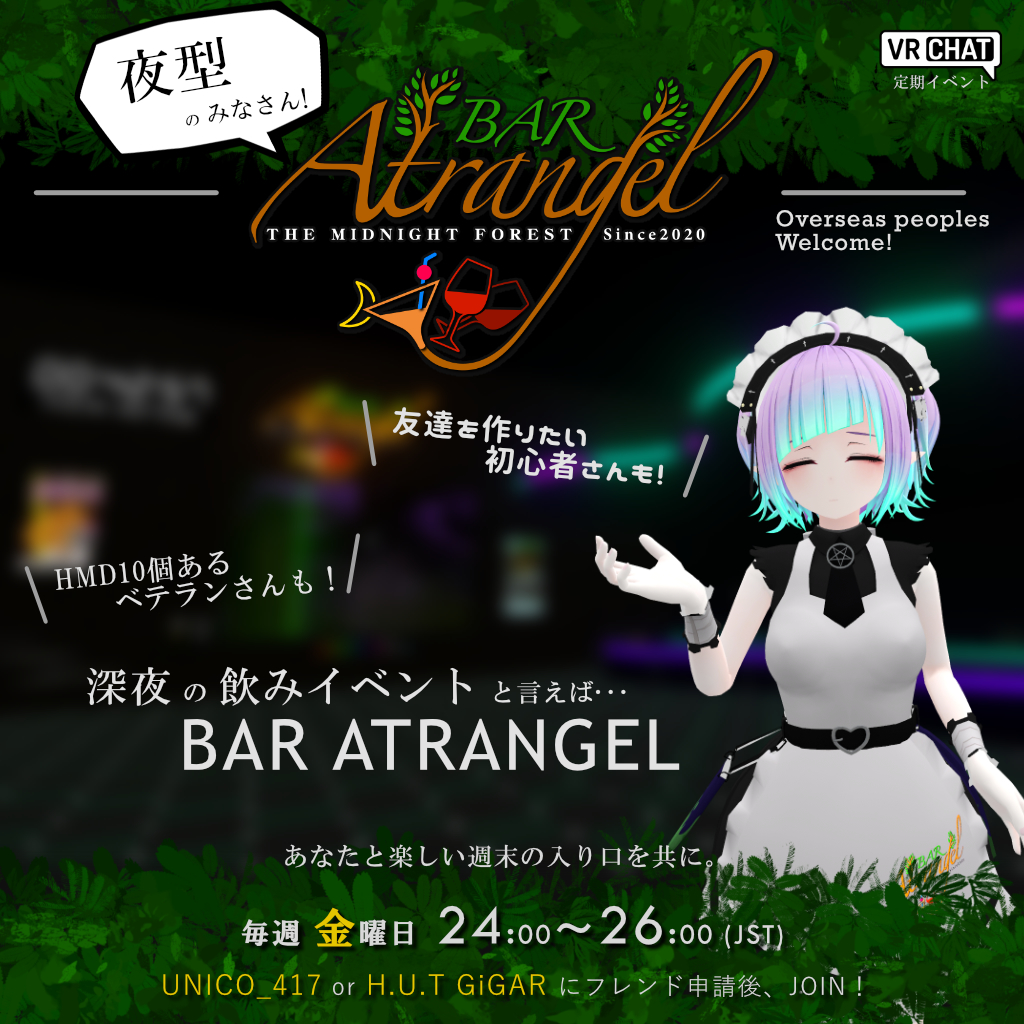 夜型
のみなさん!
VRCHAT
定期イベント
BAR
Atrangel
THE MIDNIGHT FOREST Since2020
Overseas peoples
Welcome!
友達を作りたい
初心者さんも!
HMD10個ある
ベテランさんも！
深夜の飲みイベントと言えば…
BAR ATRANGEL
あなたと楽しい週末の入り口を共に。
毎週 金曜日 24:00〜26:00 (JST)
UNICO_417 or H.U.T GiGAR にフレンド申請後、JOIN！